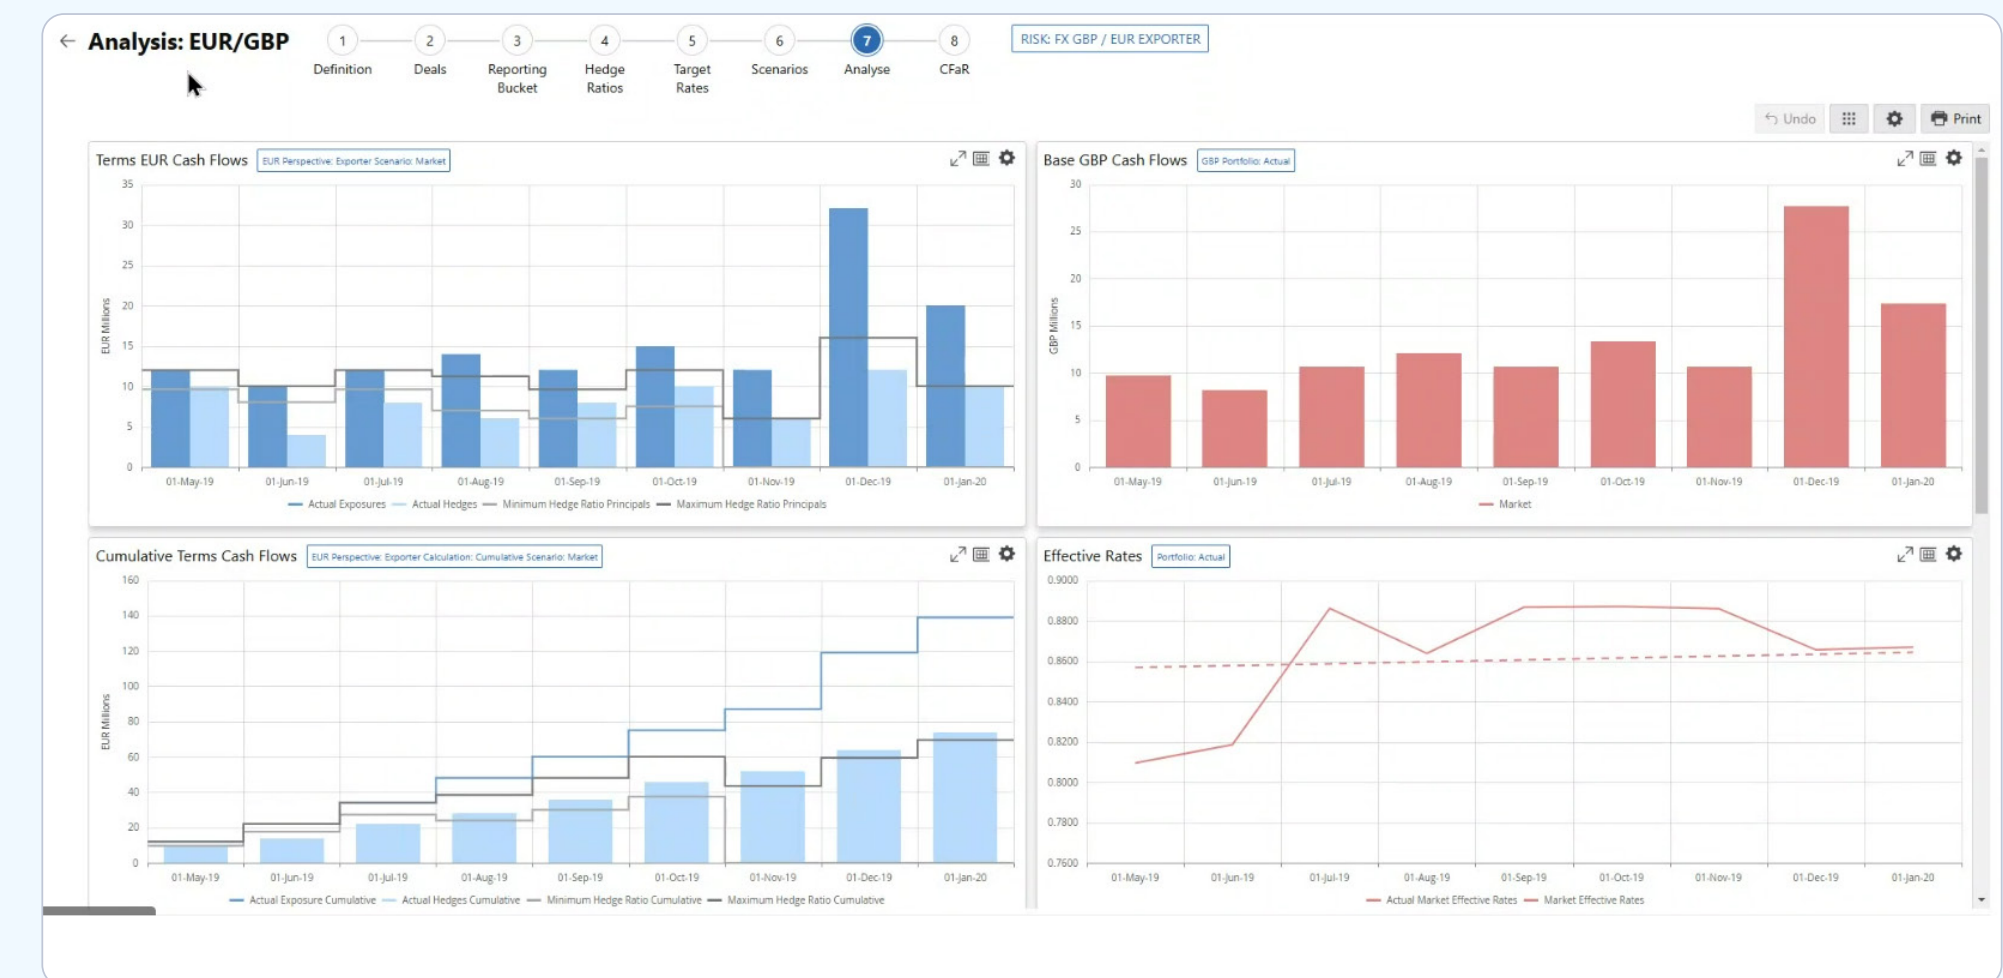 Analysis: EUR/GBP
1 2 3 4 5 6 7 8
Definition Deals Reporting Hedge Target Scenarios Analyse CFaR
Bucket Ratios Rates
RISK: FX GBP / EUR EXPORTER
Undo Print
Terms EUR Cash Flows EUR Perspective: Exporter Scenario: Market
35
30
25
20
15
10
5
0
EUR Millions
01-May-19 01-Jun-19 01-Jul-19 01-Aug-19 01-Sep-19 01-Oct-19 01-Nov-19 01-Dec-19 01-Jan-20
Actual Exposures Actual Hedges Minimum Hedge Ratio Principals Maximum Hedge Ratio Principals
Base GBP Cash Flows GBP Portfolio: Actual
30
25
20
15
10
5
0
GBP Millions
01-May-19 01-Jun-19 01-Jul-19 01-Aug-19 01-Sep-19 01-Oct-19 01-Nov-19 01-Dec-19 01-Jan-20
Market
Cumulative Terms Cash Flows EUR Perspective: Exporter Calculation: Cumulative Scenario: Market
160
140
120
100
80
60
40
20
0
EUR Millions
01-May-19 01-Jun-19 01-Jul-19 01-Aug-19 01-Sep-19 01-Oct-19 01-Nov-19 01-Dec-19 01-Jan-20
Actual Exposure Cumulative Actual Hedges Cumulative Minimum Hedge Ratio Cumulative Maximum Hedge Ratio Cumulative
Effective Rates Portfolio: Actual
0.9000
0.8800
0.8600
0.8400
0.8200
0.8000
0.7800
0.7600
01-May-19 01-Jun-19 01-Jul-19 01-Aug-19 01-Sep-19 01-Oct-19 01-Nov-19 01-Dec-19 01-Jan-20
Actual Market Effective Rates Market Effective Rates